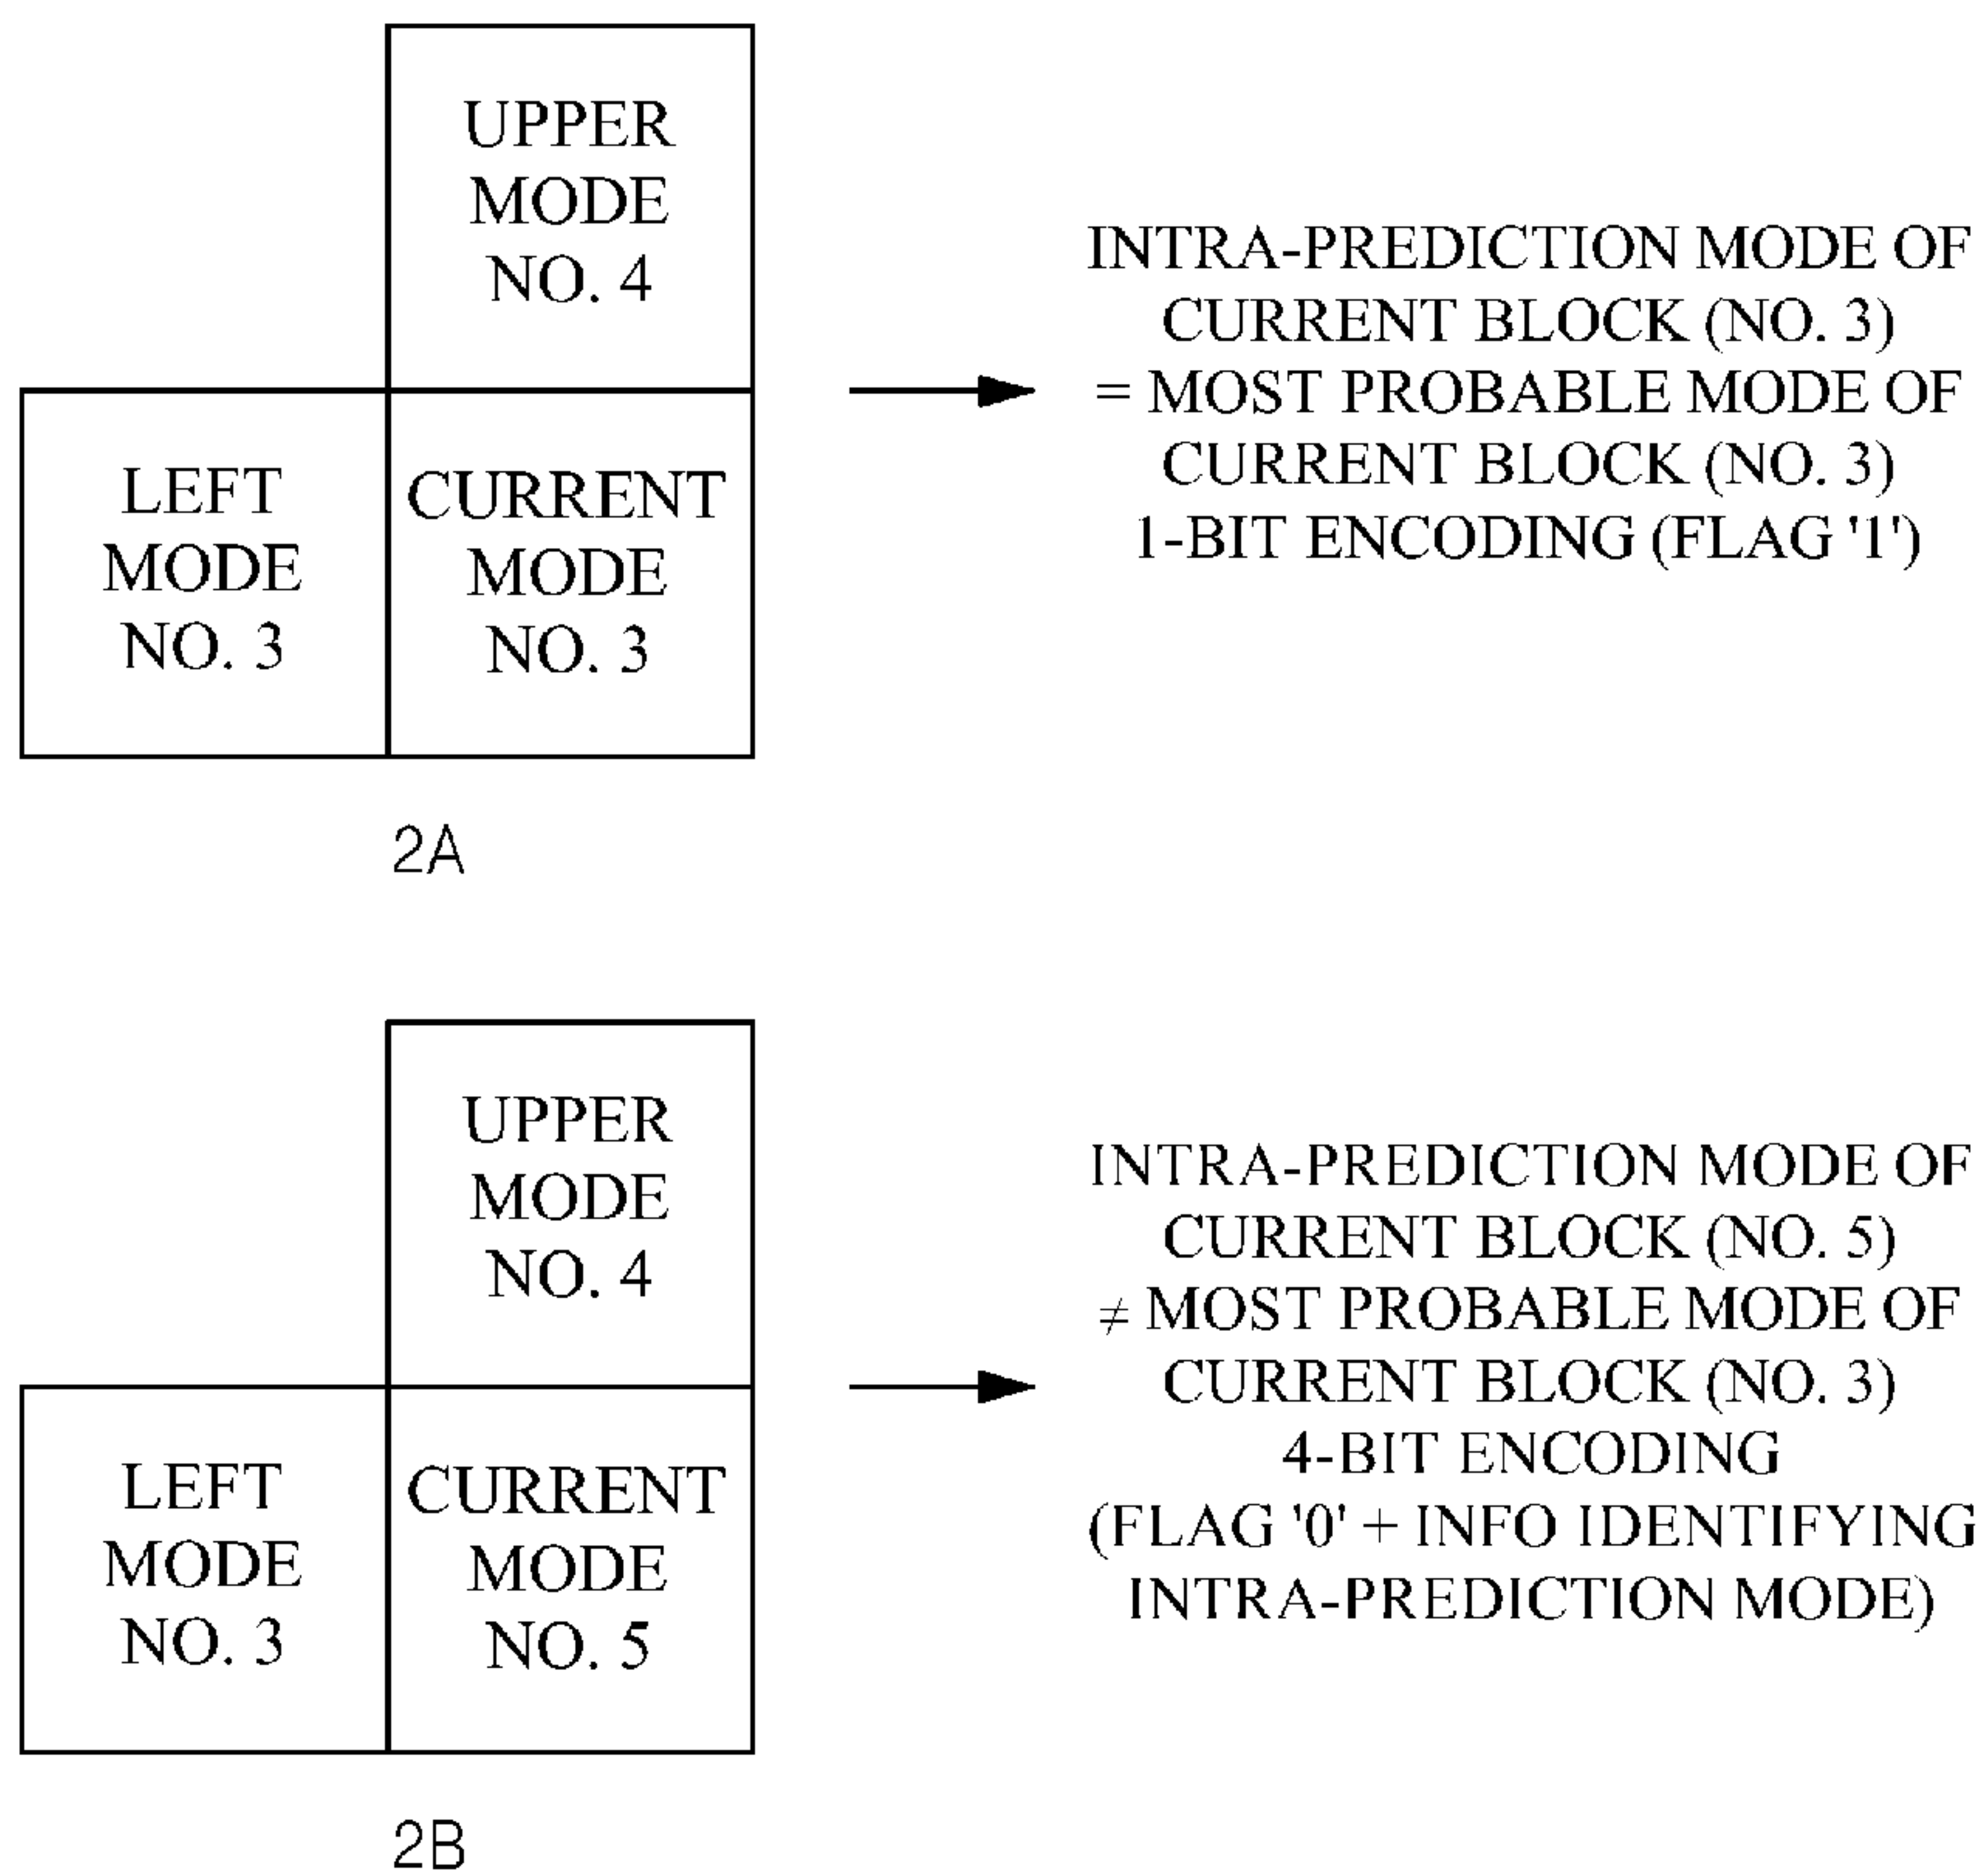 UPPER
MODE
NO. 4
LEFT
MODE
NO. 3
CURRENT
MODE
NO. 3
INTRA-PREDICTION MODE OF
CURRENT BLOCK (NO. 3)
= MOST PROBABLE MODE OF
CURRENT BLOCK (NO. 3)
1-BIT ENCODING (FLAG '1')
2A
UPPER
MODE
NO. 4
LEFT
MODE
NO. 3
CURRENT
MODE
NO. 5
INTRA-PREDICTION MODE OF
CURRENT BLOCK (NO. 5)
≠ MOST PROBABLE MODE OF
CURRENT BLOCK (NO. 3)
4-BIT ENCODING
(FLAG '0' + INFO IDENTIFYING
INTRA-PREDICTION MODE)
2B